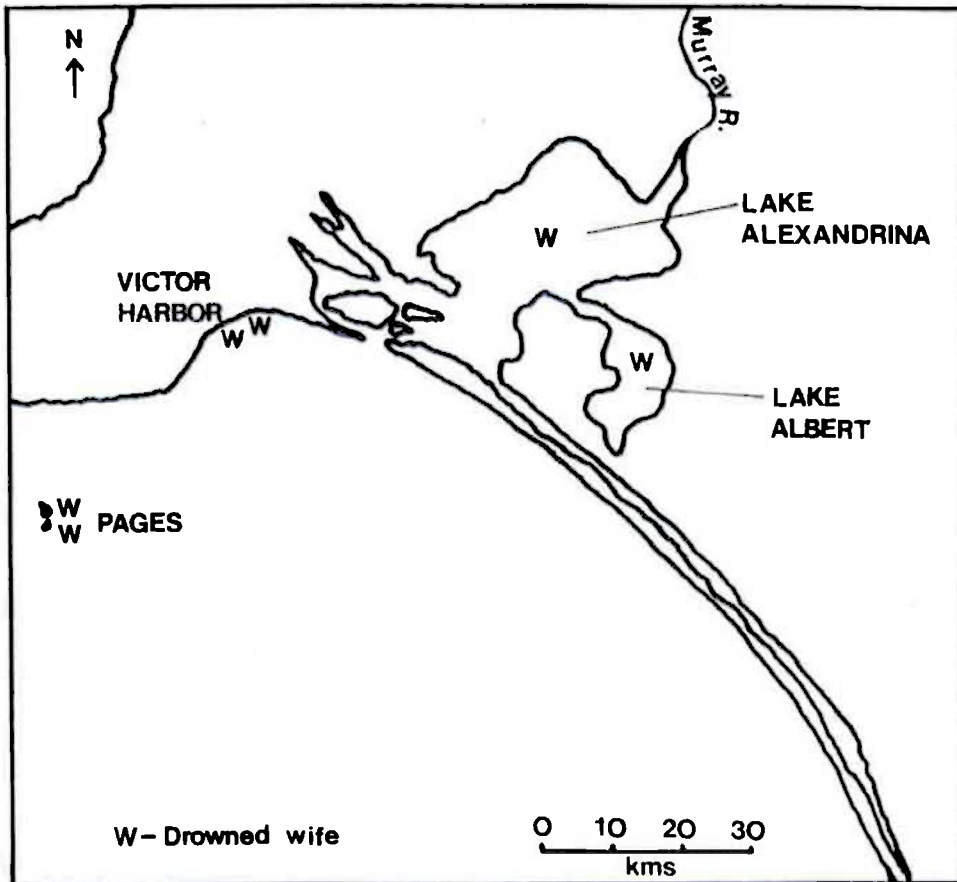 N
Murray R.
LAKE
ALEXANDRINA
W
VICTOR
HARBOR
W W
W
LAKE
ALBERT
W
W PAGES
W - Drowned wife
0 10 20 30
kms